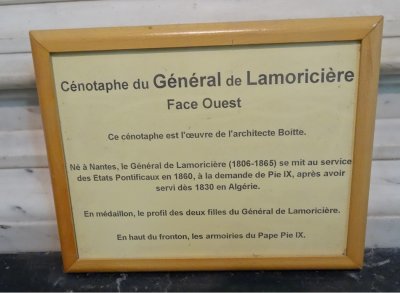 Cénotaphe du Général de Lamoricière
Face Ouest
Ce cénotaphe est l'œuvre de l'architecte Boitte.
Né à Nantes, le Général de Lamoricière (1806-1865) se mit au service
des Etats Pontificaux en 1860, à la demande de Pie IX, après avoir
servi dès 1830 en Algérie.
En médaillon, le profil des deux filles du Général de Lamoricière.
En haut du fronton, les armoiries du Pape Pie IX.